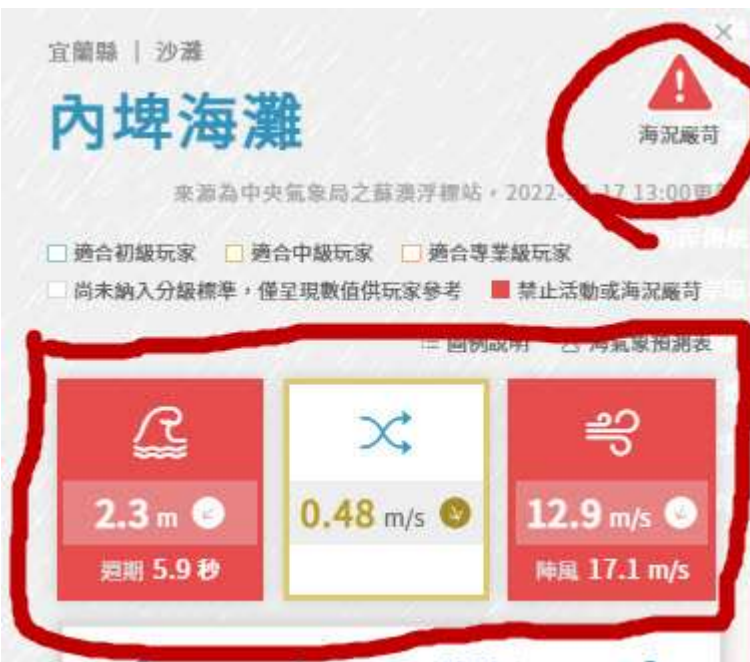 宜蘭縣 | 沙灘
內埤海灘
海況嚴苛
來源為中央氣象局之蘇澳浮標站,2022- 17 13:00更
適合初級玩家 適合中級玩家 適合專業級玩家
尚未納入分級標準,僅呈現數值供玩家參考 禁止活動或海況嚴苛
圖例說明 海氣象預測表
2.3 m 0.48 m/s 12.9 m/s
週期 5.9 秒 陣風 17.1 m/s